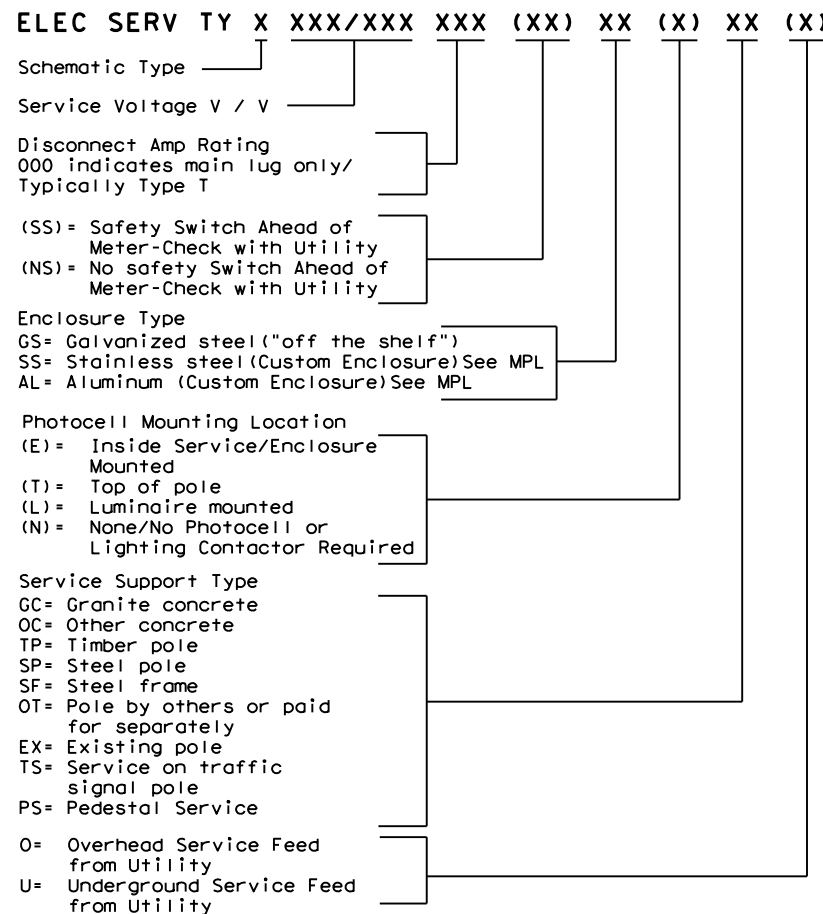 ELEC SERV TY X XXX/XXX XXX (XX) XX (X) XX (X)
Schematic Type
Service Voltage V / V
Disconnect Amp Rating
000 indicates main lug only/
Typically Type T
(SS)= Safety Switch Ahead of
Meter-Check with Utility
(NS)= No safety Switch Ahead of
Meter-Check with Utility
Enclosure Type
GS= Galvanized steel("off the shelf")
SS= Stainless steel(Custom Enclosure)See MPL
AL= Aluminum (Custom Enclosure)See MPL
Photocell Mounting Location
(E)= Inside Service/Enclosure
Mounted
(T)= Top of pole
(L)= Luminaire mounted
(N)= None/No Photocell or
Lighting Contactor Required
Service Support Type
GC= Granite concrete
OC= Other concrete
TP= Timber pole
SP= Steel pole
SF= Steel frame
OT= Pole by others or paid
for separately
EX= Existing pole
TS= Service on traffic
signal pole
PS= Pedestal Service
O= Overhead Service Feed
from Utility
U= Underground Service Feed
from Utility